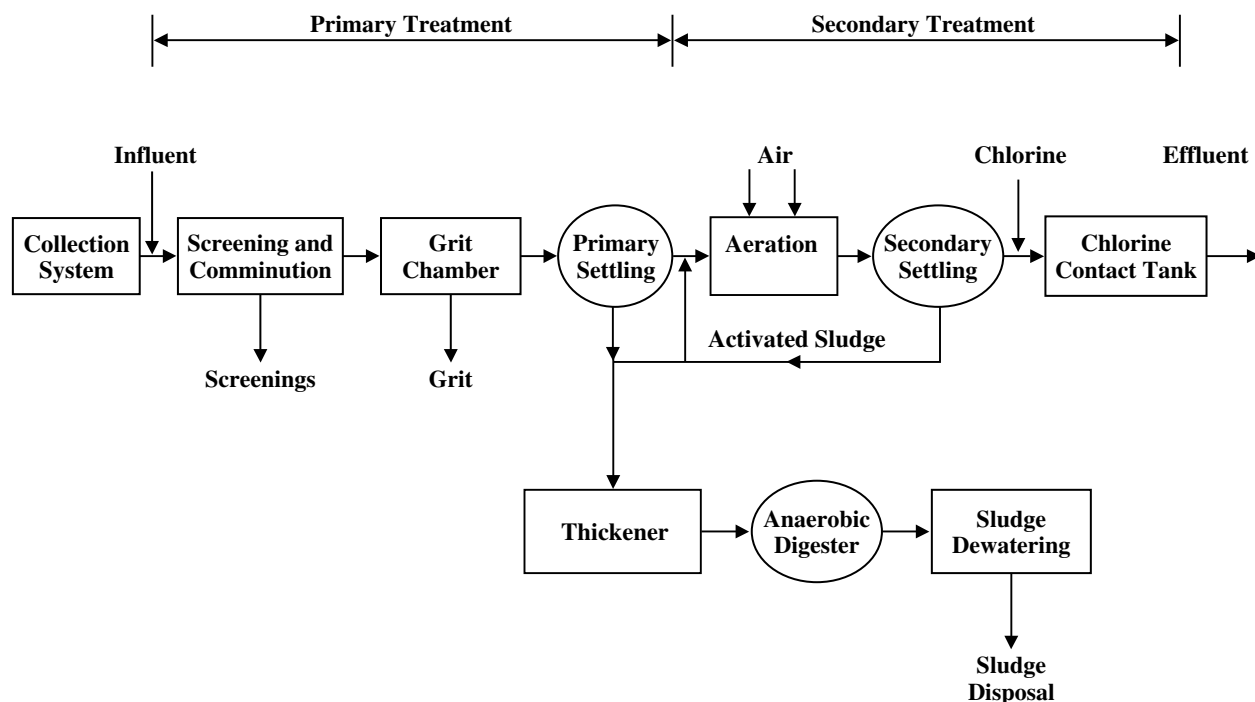 Primary Treatment
Secondary Treatment
Influent
Air
Chlorine
Effluent
Collection
System
Screening and
Comminution
Grit
Chamber
Primary
Settling
Aeration
Secondary
Settling
Chlorine
Contact Tank
Activated Sludge
Screenings
Grit
Thickener
Anaerobic
Digester
Sludge
Dewatering
Sludge
Disposal